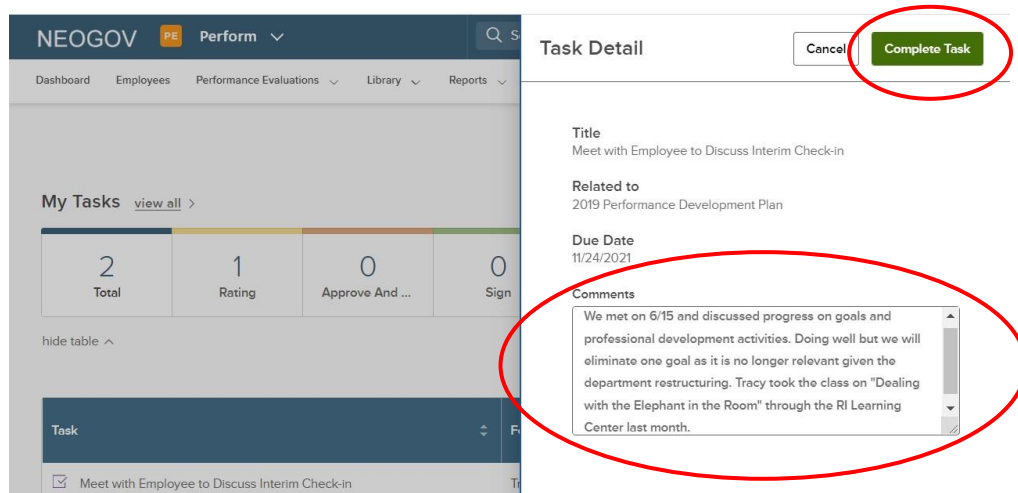 NEOGOV PE Perform
Dashboard Employees Performance Evaluations Library Reports
My Tasks view all >
2
Total
1
Rating
0
Approve And ...
0
Sign
hide table
Task
Meet with Employee to Discuss Interim Check-in
Task Detail
Cancel
Complete Task
Title
Meet with Employee to Discuss Interim Check-in
Related to
2019 Performance Development Plan
Due Date
11/24/2021
Comments
We met on 6/15 and discussed progress on goals and
professional development activities. Doing well but we will
eliminate one goal as it is no longer relevant given the
department restructuring. Tracy took the class on "Dealing
with the Elephant in the Room" through the RI Learning
Center last month.